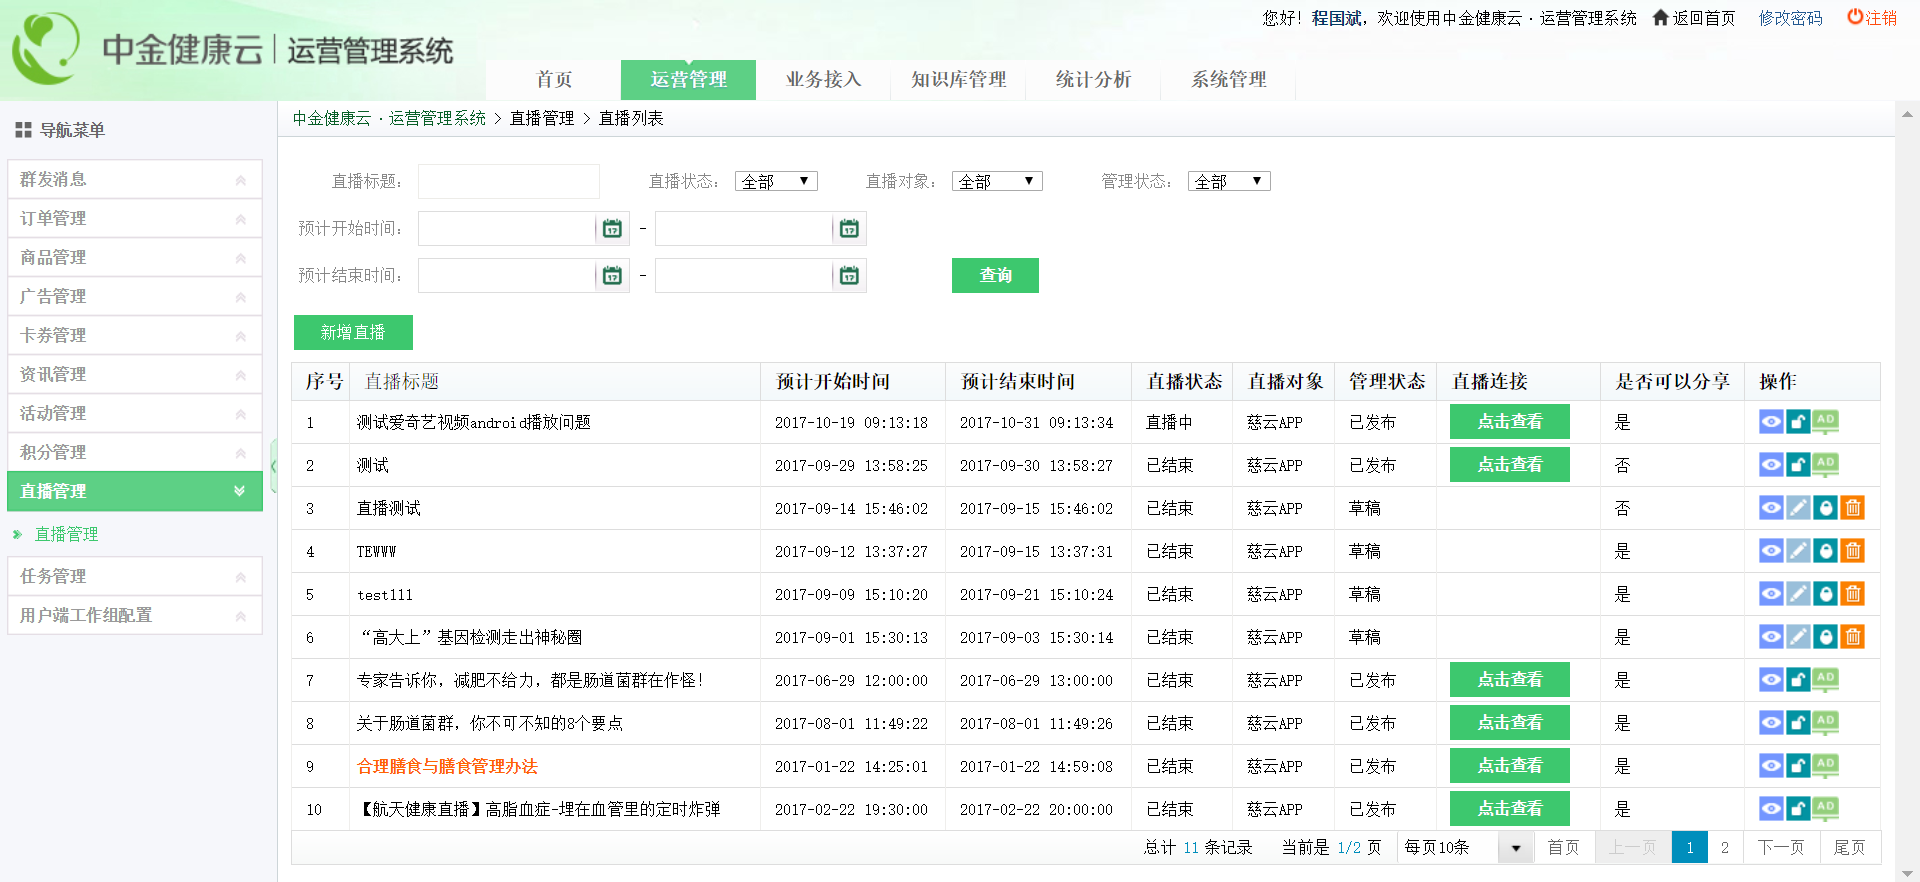 您好！程国斌，欢迎使用中金健康云 · 运营管理系统 返回首页 修改密码 注销
中金健康云 | 运营管理系统
首页 运营管理 业务接入 知识库管理 统计分析 系统管理
导航菜单
群发消息
订单管理
商品管理
广告管理
卡券管理
资讯管理
活动管理
积分管理
直播管理
直播管理
任务管理
用户端工作组配置
中金健康云 · 运营管理系统 > 直播管理 > 直播列表
直播标题： 直播状态： 全部 直播对象： 全部 管理状态： 全部
预计开始时间： 17 - 17
预计结束时间： 17 - 17 查询
新增直播
序号 直播标题 预计开始时间 预计结束时间 直播状态 直播对象 管理状态 直播连接 是否可以分享 操作
1 测试爱奇艺视频android播放问题 2017-10-19 09:13:18 2017-10-31 09:13:34 直播中 慈云APP 已发布 点击查看 是 AD
2 测试 2017-09-29 13:58:25 2017-09-30 13:58:27 已结束 慈云APP 已发布 点击查看 否 AD
3 直播测试 2017-09-14 15:46:02 2017-09-15 15:46:02 已结束 慈云APP 草稿 否
4 TEWWW 2017-09-12 13:37:27 2017-09-15 13:37:31 已结束 慈云APP 草稿 是
5 test111 2017-09-09 15:10:20 2017-09-21 15:10:24 已结束 慈云APP 草稿 是
6 “高大上”基因检测走出神秘圈 2017-09-01 15:30:13 2017-09-03 15:30:14 已结束 慈云APP 草稿 是
7 专家告诉你，减肥不给力，都是肠道菌群在作怪！ 2017-06-29 12:00:00 2017-06-29 13:00:00 已结束 慈云APP 已发布 点击查看 是 AD
8 关于肠道菌群，你不可不知的8个要点 2017-08-01 11:49:22 2017-08-01 11:49:26 已结束 慈云APP 已发布 点击查看 是 AD
9 合理膳食与膳食管理办法 2017-01-22 14:25:01 2017-01-22 14:59:08 已结束 慈云APP 已发布 点击查看 是 AD
10 【航天健康直播】高脂血症-埋在血管里的定时炸弹 2017-02-22 19:30:00 2017-02-22 20:00:00 已结束 慈云APP 已发布 点击查看 是 AD
总计 11 条记录 当前是 1/2 页 每页10条 首页 上一页 1 2 下一页 尾页